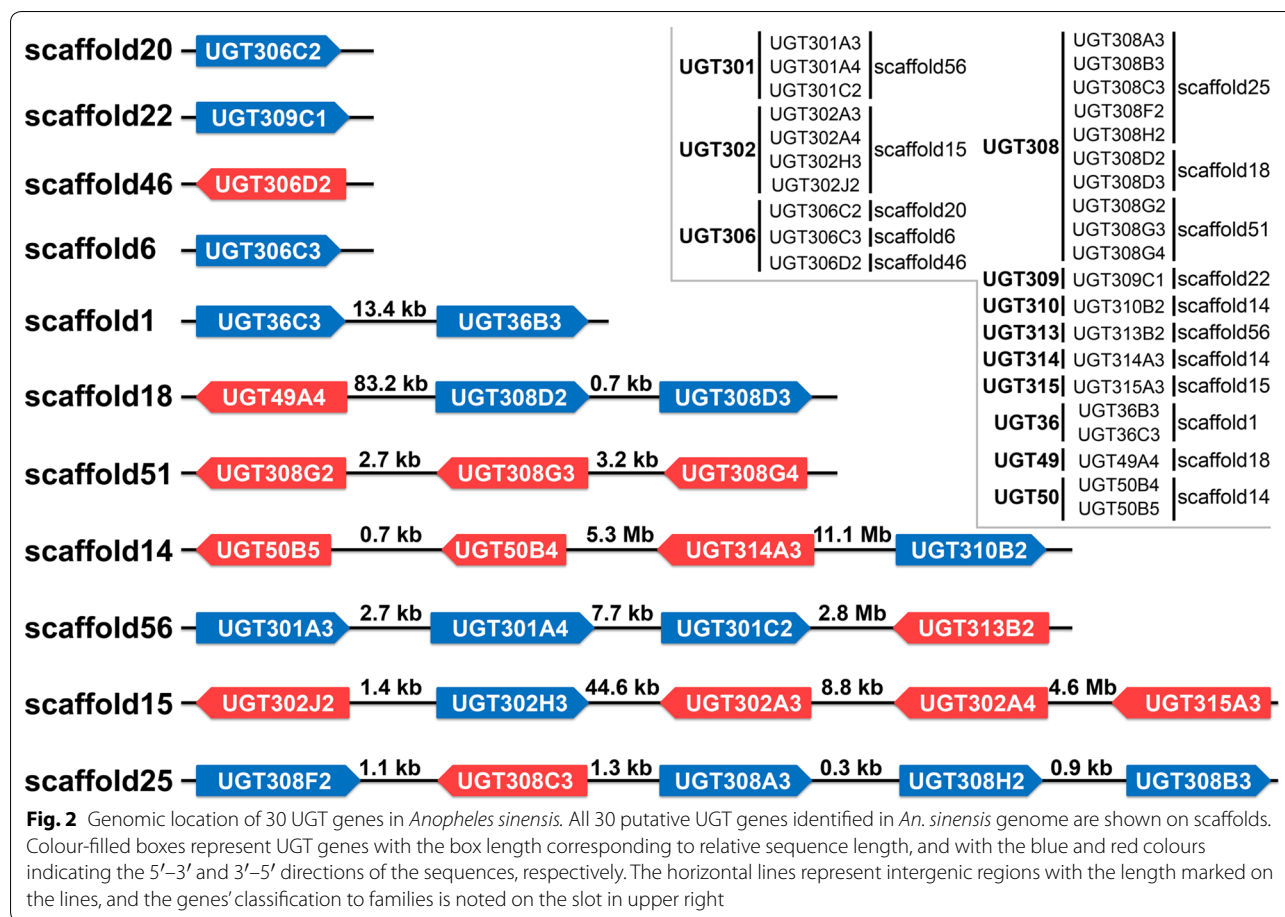 scaffold20 UGT306C2
scaffold22 UGT309C1
scaffold46 UGT306D2
scaffold6 UGT306C3
scaffold1 UGT36C3 13.4 kb UGT36B3
scaffold18 UGT49A4 83.2 kb UGT308D2 0.7 kb UGT308D3
scaffold51 UGT308G2 2.7 kb UGT308G3 3.2 kb UGT308G4
scaffold14 UGT50B5 0.7 kb UGT50B4 5.3 Mb UGT314A3 11.1 Mb UGT310B2
scaffold56 UGT301A3 2.7 kb UGT301A4 7.7 kb UGT301C2 2.8 Mb UGT313B2
scaffold15 UGT302J2 1.4 kb UGT302H3 44.6 kb UGT302A3 8.8 kb UGT302A4 4.6 Mb UGT315A3
scaffold25 UGT308F2 1.1 kb UGT308C3 1.3 kb UGT308A3 0.3 kb UGT308H2 0.9 kb UGT308B3
UGT301A3
UGT301 UGT301A4 scaffold56
UGT301C2
UGT302A3
UGT302A4
UGT302 scaffold15
UGT302H3
UGT302J2
UGT306C2 scaffold20
UGT306 UGT306C3 scaffold6
UGT306D2 scaffold46
UGT308A3
UGT308B3
UGT308C3 scaffold25
UGT308F2
UGT308H2
UGT308
UGT308D2
scaffold18
UGT308D3
UGT308G2
UGT308G3 scaffold51
UGT308G4
UGT309 UGT309C1 scaffold22
UGT310 UGT310B2 scaffold14
UGT313 UGT313B2 scaffold56
UGT314 UGT314A3 scaffold14
UGT315 UGT315A3 scaffold15
UGT36B3
UGT36 scaffold1
UGT36C3
UGT49 UGT49A4 scaffold18
UGT50B4
UGT50 scaffold14
UGT50B5
Fig. 2 Genomic location of 30 UGT genes in Anopheles sinensis. All 30 putative UGT genes identified in An. sinensis genome are shown on scaffolds.
Colour-filled boxes represent UGT genes with the box length corresponding to relative sequence length, and with the blue and red colours
indicating the 5′–3′ and 3′–5′ directions of the sequences, respectively. The horizontal lines represent intergenic regions with the length marked on
the lines, and the genes’ classification to families is noted on the slot in upper right